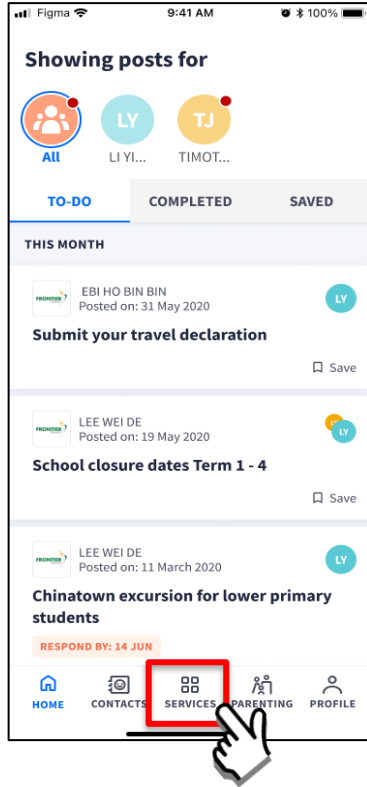 Figma 9:41 AM 100%
Showing posts for
LY TJ
All LI YI... TIMOT...
TO-DO COMPLETED SAVED
THIS MONTH
FRONTIER EBI HO BIN BIN
Posted on: 31 May 2020 LY
Submit your travel declaration
Save
FRONTIER LEE WEI DE
Posted on: 19 May 2020 LY
School closure dates Term 1 - 4
Save
FRONTIER LEE WEI DE
Posted on: 11 March 2020 LY
Chinatown excursion for lower primary
students
RESPOND BY: 14 JUN
HOME CONTACTS SERVICES PARENTING PROFILE